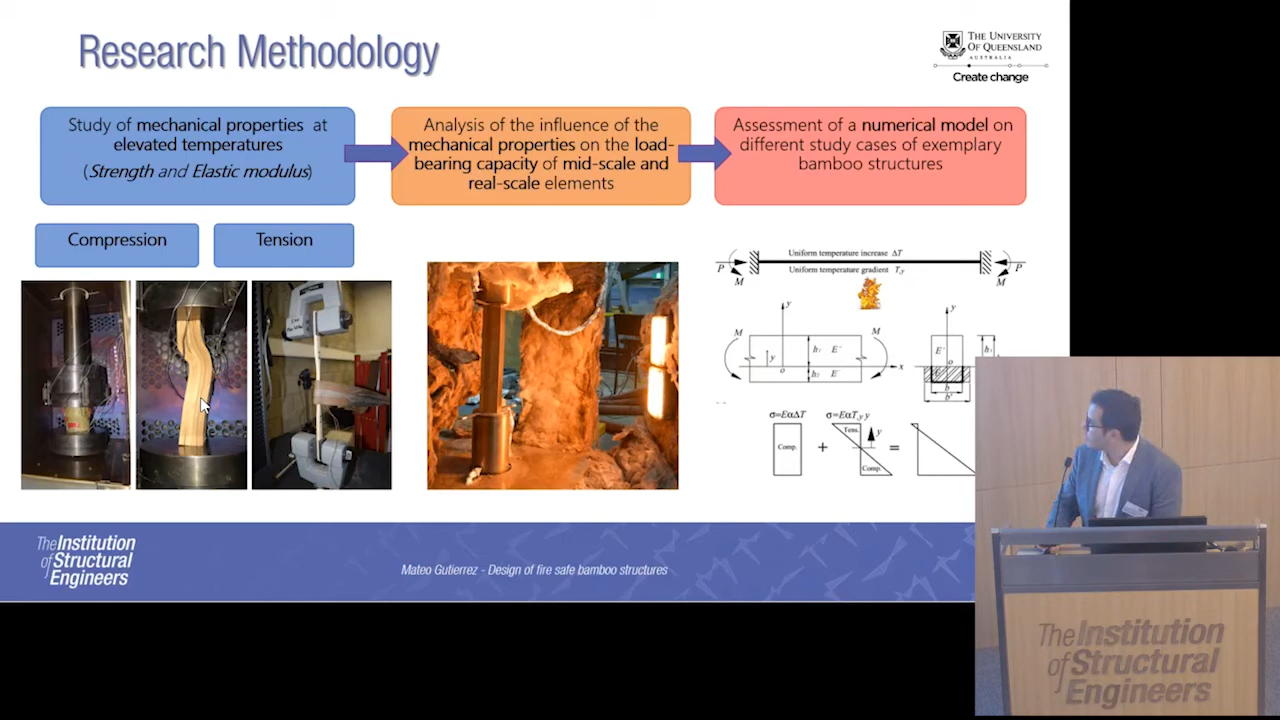 Research Methodology
THE UNIVERSITY
OF QUEENSLAND
AUSTRALIA
Create change
Study of mechanical properties at
elevated temperatures
(Strength and Elastic modulus)
Analysis of the influence of the
mechanical properties on the load-
bearing capacity of mid-scale and
real-scale elements
Assessment of a numerical model on
different study cases of exemplary
bamboo structures
Compression
Tension
Uniform temperature increase ΔT
P
M
Uniform temperature gradient T,y
P
M
y
M
h₁ E⁻
M
y
o
x
h₂ E⁻
y
E⁻
o
b
σ=EαΔT
σ=EαT,y y
Comp.
+
Tens.
y
Comp.
=
The Institution
of Structural
Engineers
Mateo Gutierrez - Design of fire safe bamboo structures
The Institution
of Structural
Engineers